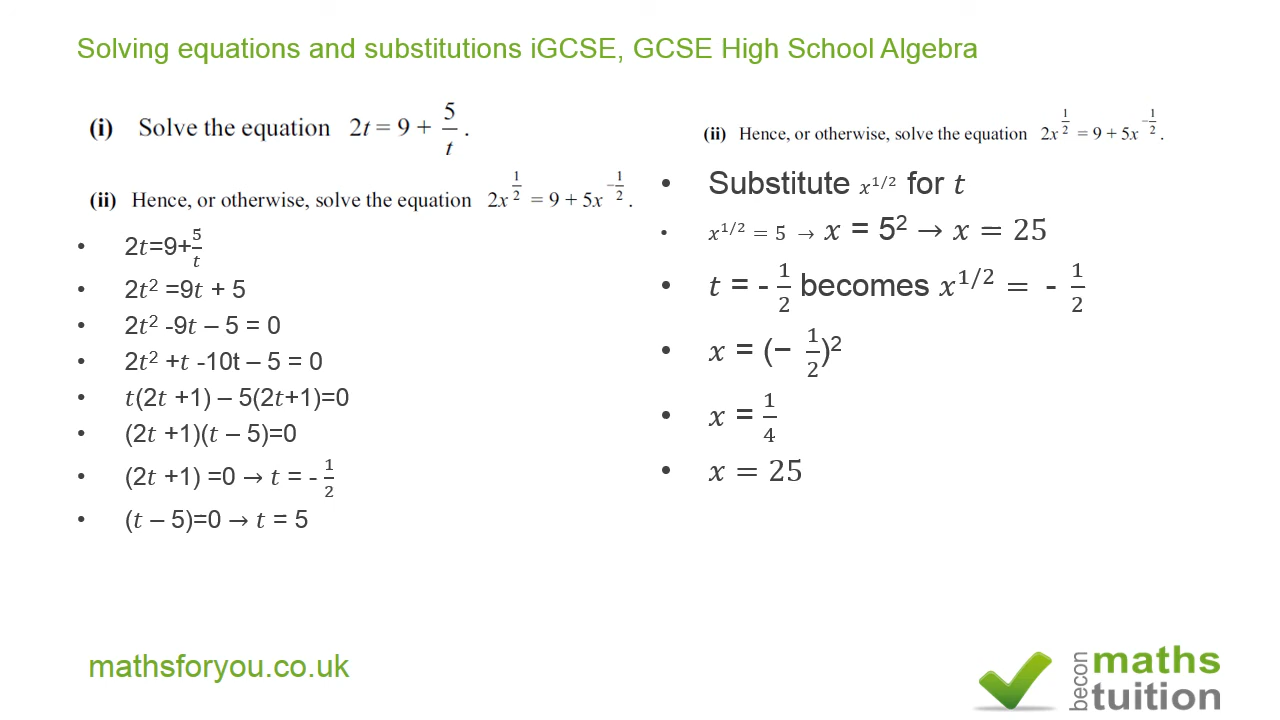 Solving equations and substitutions iGCSE, GCSE High School Algebra
(i) Solve the equation 2t = 9 + 5/t .
(ii) Hence, or otherwise, solve the equation 2x^(1/2) = 9 + 5x^(-1/2) .
• 2t=9+5/t
• 2t² =9t + 5
• 2t² -9t – 5 = 0
• 2t² +t -10t – 5 = 0
• t(2t +1) – 5(2t+1)=0
• (2t +1)(t – 5)=0
• (2t +1) =0 → t = - 1/2
• (t – 5)=0 → t = 5
(ii) Hence, or otherwise, solve the equation 2x^(1/2) = 9 + 5x^(-1/2) .
• Substitute x^(1/2) for t
• x^(1/2) = 5 → x = 5² → x = 25
• t = - 1/2 becomes x^(1/2) = - 1/2
• x = (− 1/2)²
• x = 1/4
• x = 25
mathsforyou.co.uk
becon maths tuition